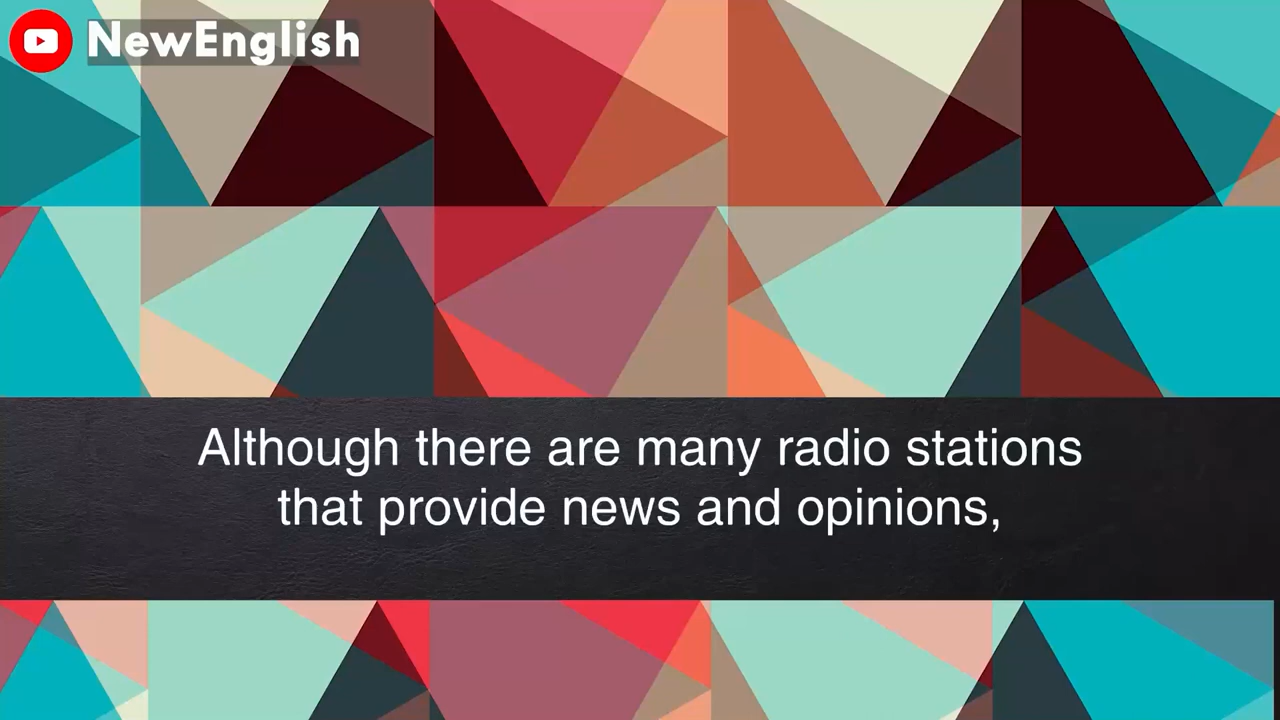 NewEnglish
Although there are many radio stations
that provide news and opinions,